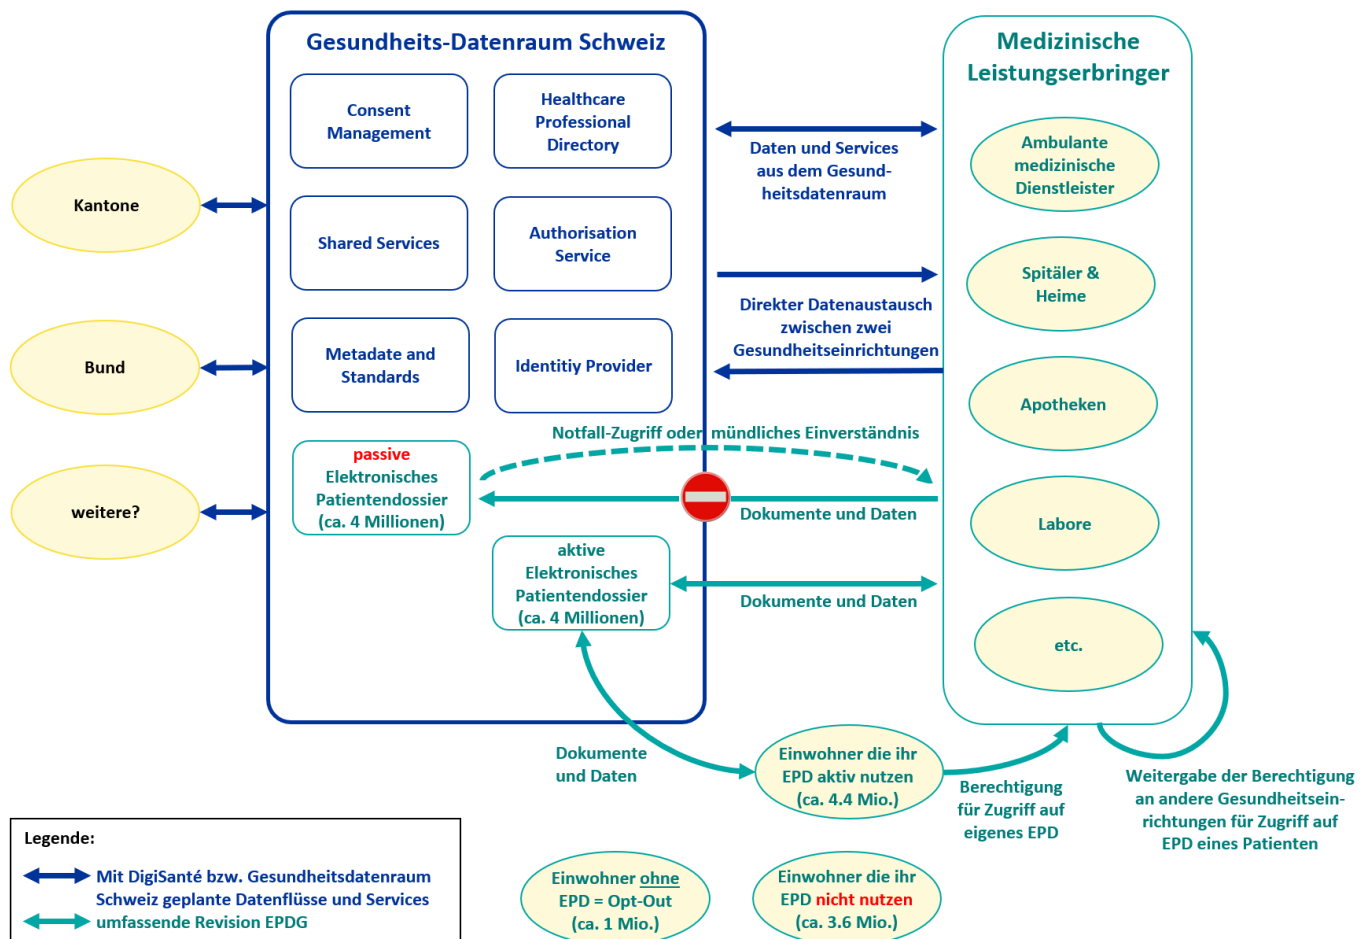 Gesundheits-Datenraum Schweiz
Consent
Management
Healthcare
Professional
Directory
Shared Services
Authorisation
Service
Metadate and
Standards
Identitiy Provider
passive
Elektronisches
Patientendossier
(ca. 4 Millionen)
aktive
Elektronisches
Patientendossier
(ca. 4 Millionen)
Kantone
Bund
weitere?
Daten und Services
aus dem Gesund-
heitsdatenraum
Direkter Datenaustausch
zwischen zwei
Gesundheitseinrichtungen
Notfall-Zugriff oder mündliches Einverständnis
Dokumente und Daten
Dokumente und Daten
Medizinische
Leistungserbringer
Ambulante
medizinische
Dienstleister
Spitäler &
Heime
Apotheken
Labore
etc.
Dokumente
und Daten
Einwohner die ihr
EPD aktiv nutzen
(ca. 4.4 Mio.)
Berechtigung
für Zugriff auf
eigenes EPD
Weitergabe der Berechtigung
an andere Gesundheitsein-
richtungen für Zugriff auf
EPD eines Patienten
Einwohner ohne
EPD = Opt-Out
(ca. 1 Mio.)
Einwohner die ihr
EPD nicht nutzen
(ca. 3.6 Mio.)
Legende:
Mit DigiSanté bzw. Gesundheitsdatenraum
Schweiz geplante Datenflüsse und Services
umfassende Revision EPDG